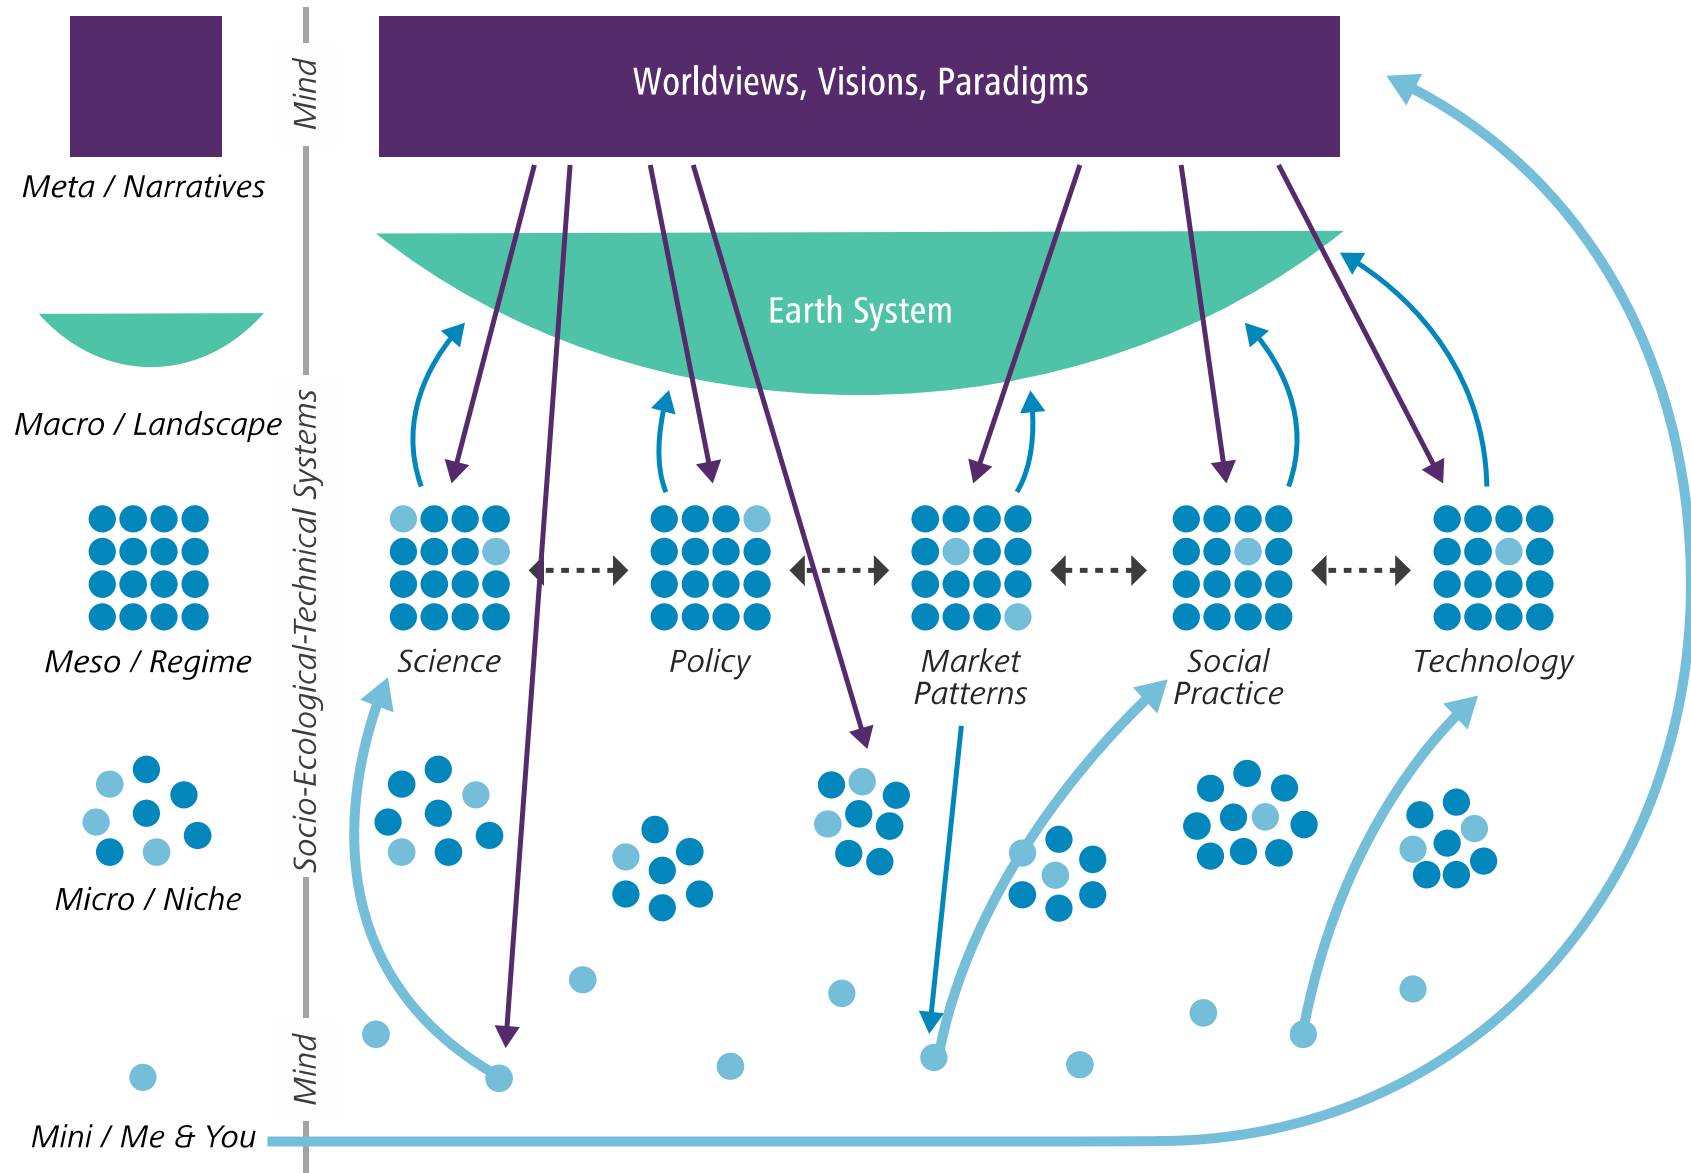 Mind
Worldviews, Visions, Paradigms
Meta / Narratives
Earth System
Macro / Landscape
Socio-Ecological-Technical Systems
Meso / Regime
Science
Policy
Market
Patterns
Social
Practice
Technology
Micro / Niche
Mind
Mini / Me & You